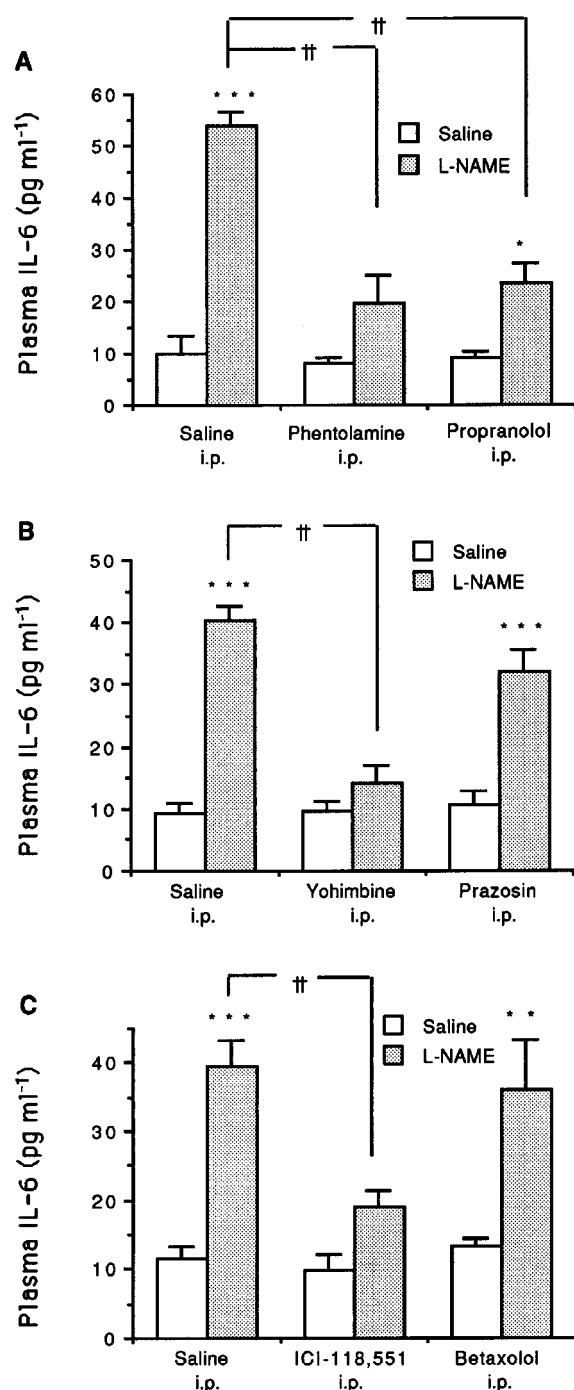 ††
††
A
* * *
60
50
40
30
20
10
0
Plasma IL-6 (pg ml⁻¹)
Saline
L-NAME
*
Saline Phentolamine Propranolol
i.p. i.p. i.p.
B
††
* * *
50
40
30
20
10
0
Plasma IL-6 (pg ml⁻¹)
Saline
L-NAME
* * *
Saline Yohimbine Prazosin
i.p. i.p. i.p.
C
††
* * *
40
30
20
10
0
Plasma IL-6 (pg ml⁻¹)
Saline
L-NAME
* *
Saline ICI-118,551 Betaxolol
i.p. i.p. i.p.